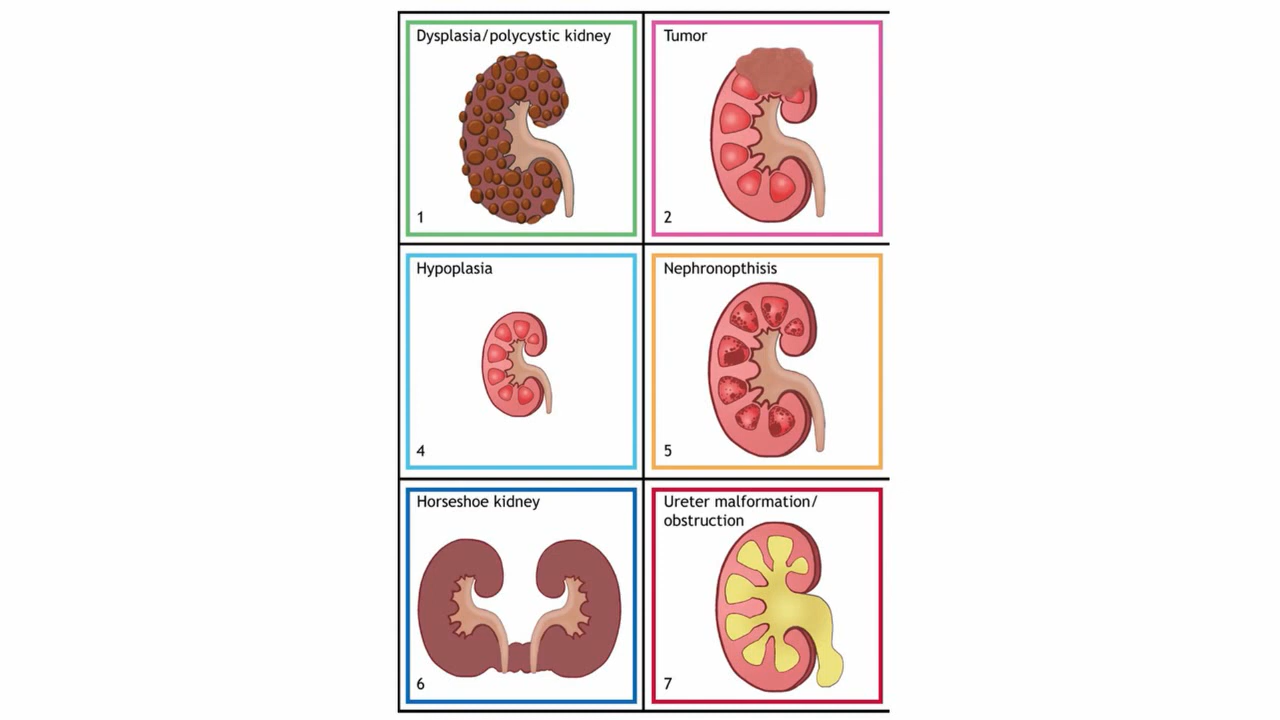 Dysplasia/polycystic kidney
1
Tumor
2
Hypoplasia
4
Nephronopthisis
5
Horseshoe kidney
6
Ureter malformation/
obstruction
7